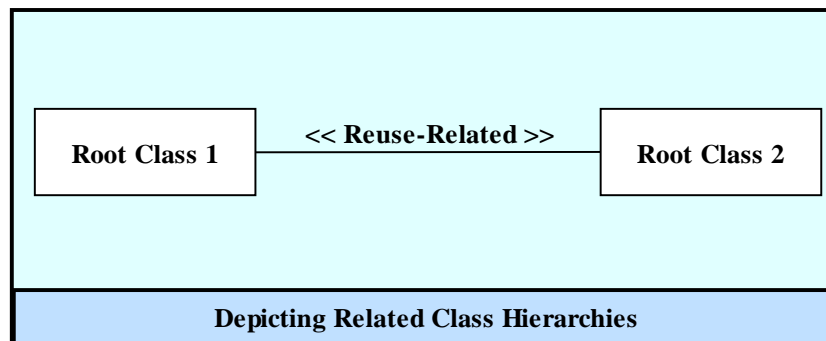 << Reuse-Related >>
Root Class 1
Root Class 2
Depicting Related Class Hierarchies